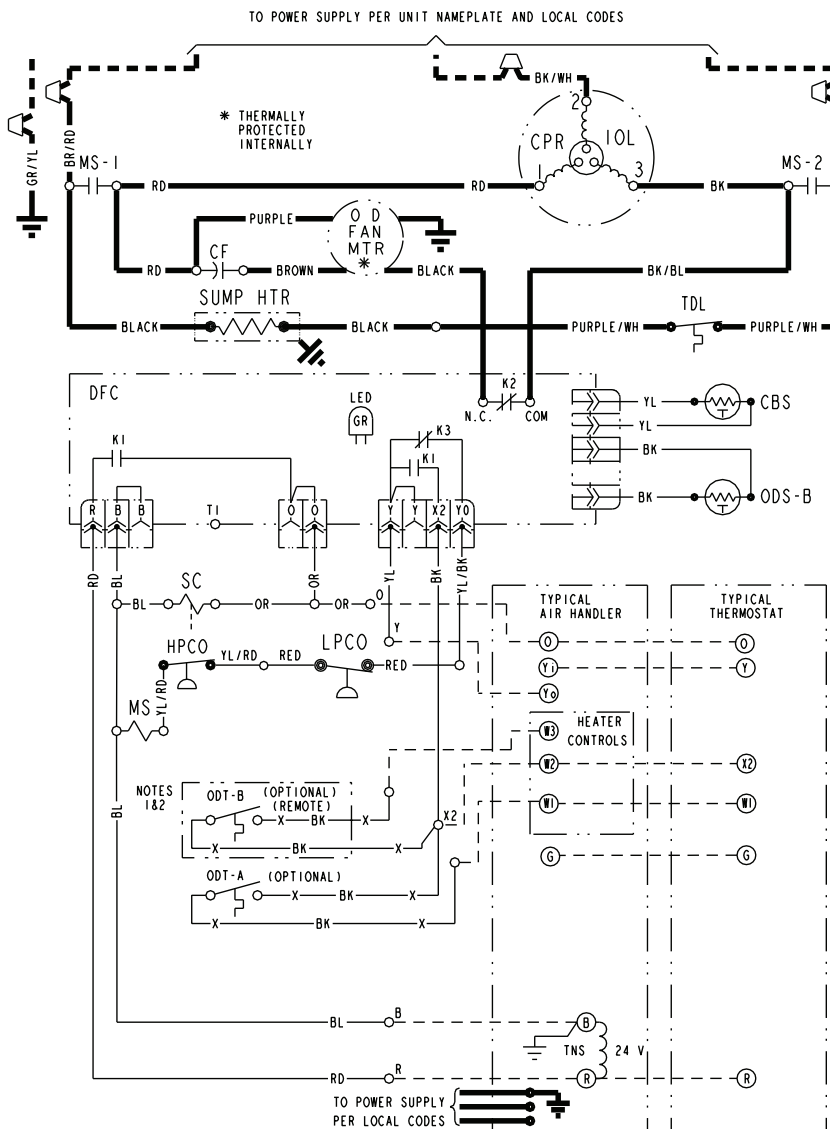 TO POWER SUPPLY PER UNIT NAMEPLATE AND LOCAL CODES
BK/WH
* THERMALLY
PROTECTED
INTERNALLY
GR/YL
BR/RD
MS-1
RD
RD
2
CPR
IOL
1
3
BK
MS-2
PURPLE
O D
FAN
MTR
*
CF
RD
BROWN
BLACK
BK/BL
SUMP HTR
TDL
BLACK
BLACK
PURPLE/WH
PURPLE/WH
DFC
LED
GR
K2
N.C.
COM
YL
CBS
YL
BK
BK
ODS-B
K1
K3
K1
R
B
B
T1
O
O
Y
Y
X2
YO
RD
BL
OR
YL
BK
YL/BK
SC
BL
OR
OR
O
Y
HPCO
YL/RD
RED
LPCO
RED
YL/RD
MS
TYPICAL
AIR HANDLER
TYPICAL
THERMOSTAT
O
O
Yi
Y
Yo
HEATER
CONTROLS
W3
W2
X2
W1
W1
G
G
NOTES
1&2
ODT-B
(OPTIONAL)
(REMOTE)
X
BK
X
X
BK
X
X2
BL
ODT-A
(OPTIONAL)
X
BK
X
X
BK
X
BL
B
B
TNS
24 V
RD
R
R
R
TO POWER SUPPLY
PER LOCAL CODES